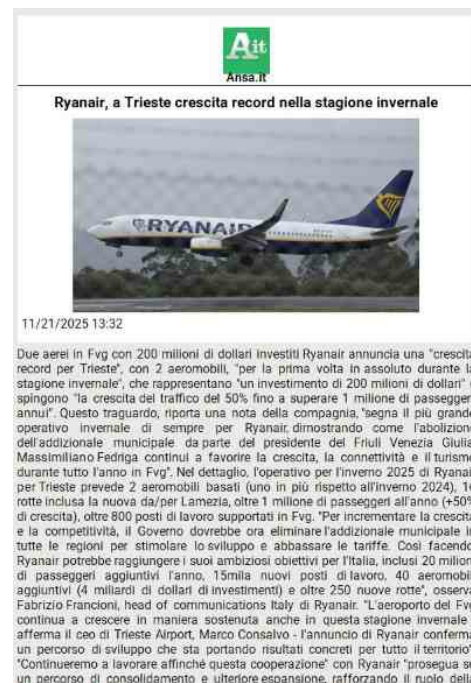 Ait
Ansa.it
Ryanair, a Trieste crescita record nella stagione invernale
RYANAIR
11/21/2025 13:32
Due aerei in Fvg con 200 milioni di dollari investiti Ryanair annuncia una "crescita
record per Trieste", con 2 aeromobili, "per la prima volta in assoluto durante la
stagione invernale", che rappresentano "un investimento di 200 milioni di dollari"
spingono "la crescita del traffico del 50% fino a superare 1 milione di passegger
annui". Questo traguardo, riporta una nota della compagnia, "segna il più grande
operativo invernale di sempre per Ryanair, dimostrando come l'abolizione
dell'addizionale municipale da parte del presidente del Friuli Venezia Giulia
Massimiliano Fedriga continui a favorire la crescita, la connettività e il turismo
durante tutto l'anno in Fvg". Nel dettaglio, l'operativo per l'inverno 2025 di Ryanai
per Trieste prevede 2 aeromobili basati (uno in più rispetto all'inverno 2024), 16
rotte inclusa la nuova da/per Lamezia, oltre 1 milione di passeggeri all'anno (+50%
di crescita), oltre 800 posti di lavoro supportati in Fvg. "Per incrementare la crescita
e la competitività, il Governo dovrebbe ora eliminare l'addizionale municipale in
tutte le regioni per stimolare lo sviluppo e abbassare le tariffe. Così facendo
Ryanair potrebbe raggiungere i suoi ambiziosi obiettivi per l'Italia, inclusi 20 milion
di passeggeri aggiuntivi l'anno, 15mila nuovi posti di lavoro, 40 aeromobil
aggiuntivi (4 miliardi di dollari di investimenti) e oltre 250 nuove rotte", osserva
Fabrizio Francioni, head of communications Italy di Ryanair. "L'aeroporto del Fvg
continua a crescere in maniera sostenuta anche in questa stagione invernale -
afferma il ceo di Trieste Airport, Marco Consalvo - l'annuncio di Ryanair conferma
un percorso di sviluppo che sta portando risultati concreti per tutto il territorio"
"Continueremo a lavorare affinché questa cooperazione" con Ryanair "prosegua su
un percorso di consolidamento e ulteriore espansione, rafforzando il ruolo dello